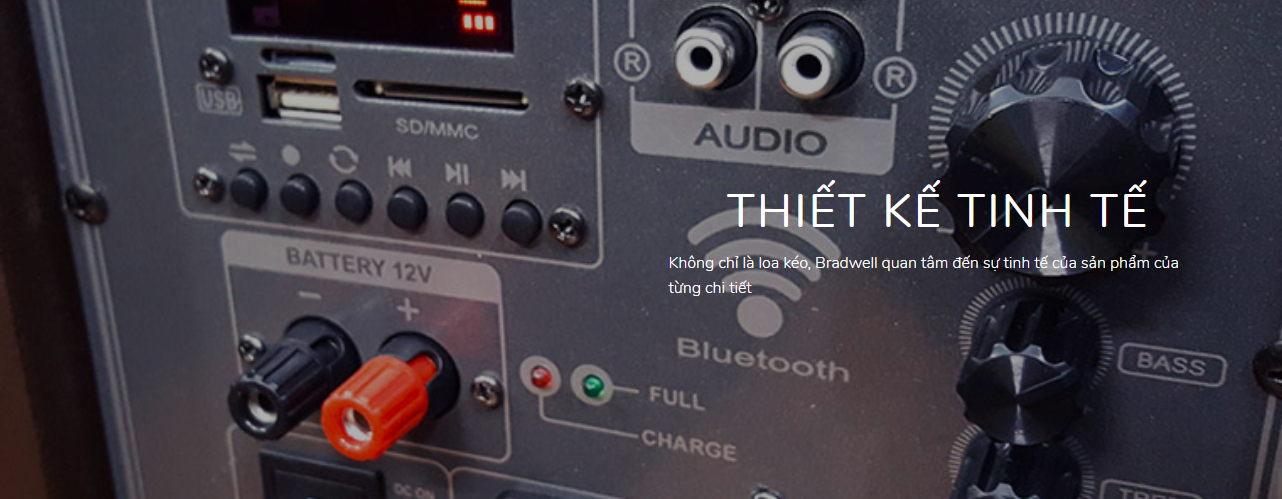 USB
SD/MMC
BATTERY 12V
− +
FULL
CHARGE
DC ON
R R
AUDIO
THIẾT KẾ TINH TẾ
Không chỉ là loa kéo, Bradwell quan tâm đến sự tinh tế của sản phẩm của
từng chi tiết
Bluetooth
+
BASS